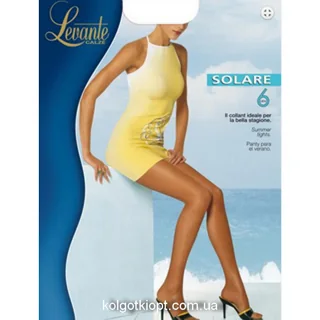 Levante
CALZE
SOLARE
6
Il collant ideale per
la bella stagione.
Summer
tights.
Panty para
el verano.
kolgotkiopt.com.ua